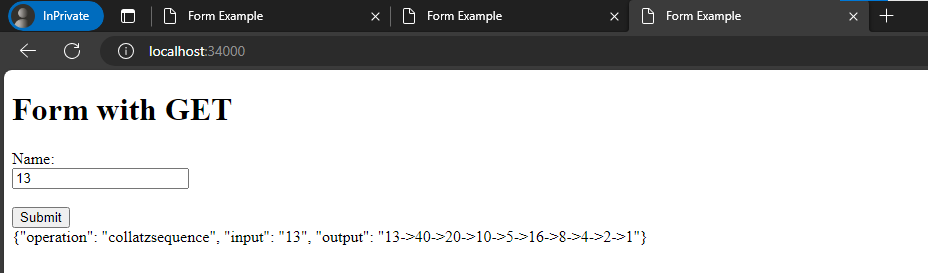 InPrivate Form Example Form Example Form Example
localhost:34000
Form with GET
Name:
13
Submit
{"operation": "collatzsequence", "input": "13", "output": "13->40->20->10->5->16->8->4->2->1"}